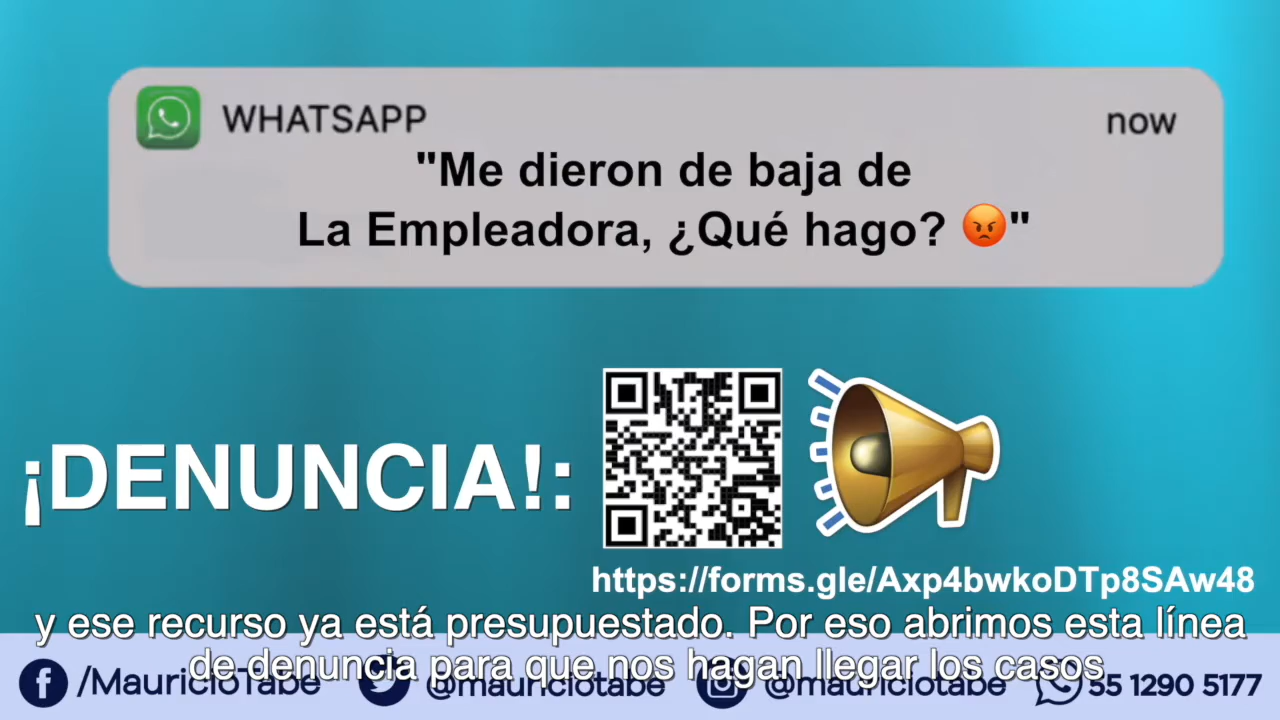 WHATSAPP
now
"Me dieron de baja de
La Empleadora, ¿Qué hago? 😡"
¡DENUNCIA!:
https://forms.gle/Axp4bwkoDTp8SAw48
y ese recurso ya está presupuestado. Por eso abrimos esta línea
de denuncia para que nos hagan llegar los casos
/MauricioTabe @mauriciotabe @mauriciotabe 55 1290 5177